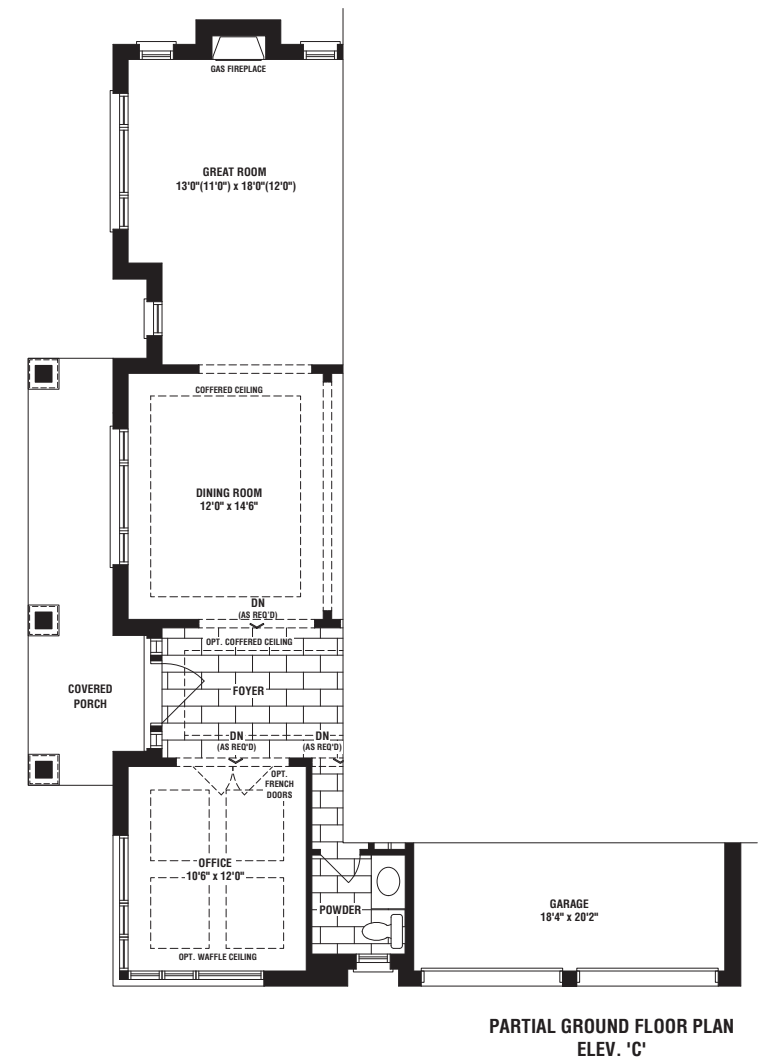 GAS FIREPLACE
GREAT ROOM
13'0"(11'0") x 18'0"(12'0")
COFFERED CEILING
DINING ROOM
12'0" x 14'6"
DN
(AS REQ'D)
OPT. COFFERED CEILING
COVERED
PORCH
FOYER
DN
(AS REQ'D)
DN
(AS REQ'D)
OPT.
FRENCH
DOORS
OFFICE
10'6" x 12'0"
OPT. WAFFLE CEILING
POWDER
GARAGE
18'4" x 20'2"
PARTIAL GROUND FLOOR PLAN
ELEV. 'C'